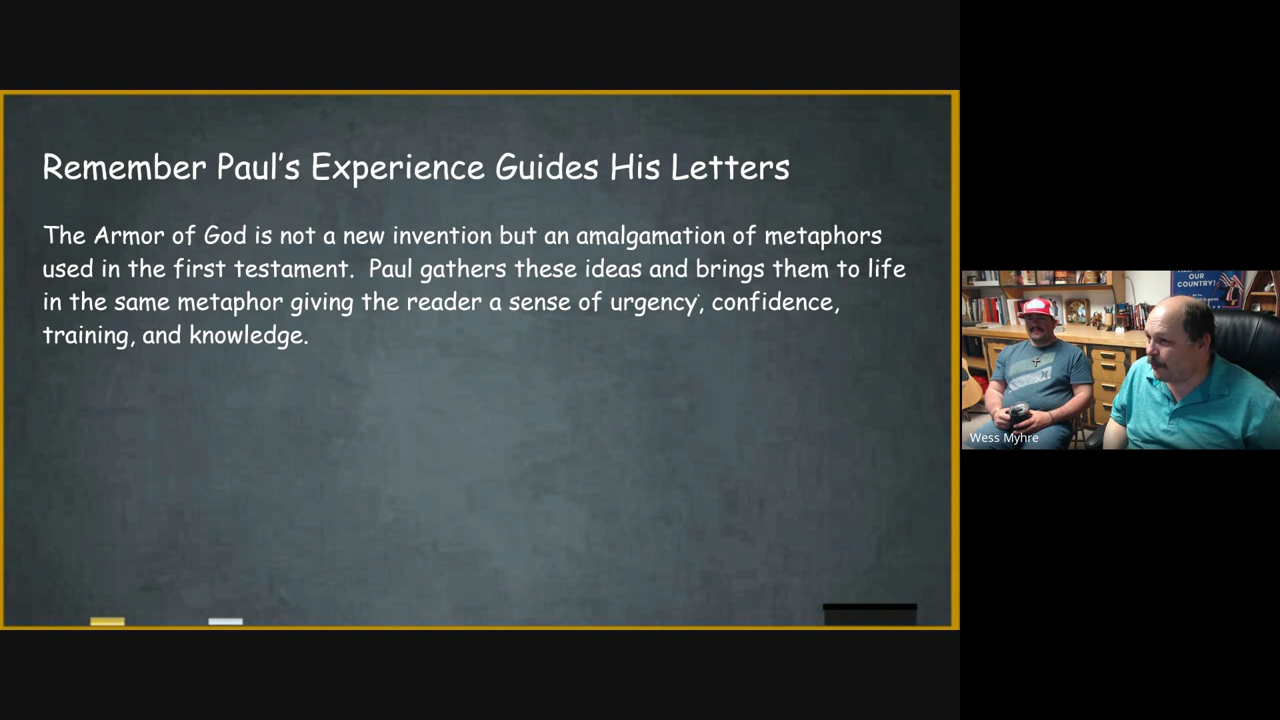 Remember Paul's Experience Guides His Letters
The Armor of God is not a new invention but an amalgamation of metaphors
used in the first testament.  Paul gathers these ideas and brings them to life
in the same metaphor giving the reader a sense of urgency, confidence,
training, and knowledge.
OUR
COUNTRY!
Wess Myhre